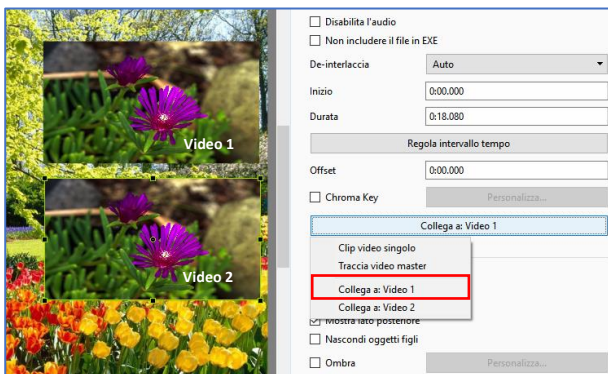 Video 1
Video 2
Disabilita l'audio
Non includere il file in EXE
De-interlaccia Auto
Inizio 0:00.000
Durata 0:18.080
Regola intervallo tempo
Offset 0:00.000
Chroma Key Personalizza...
Collega a: Video 1
Clip video singolo
Traccia video master
Collega a: Video 1
Collega a: Video 2
Mostra lato posteriore
Nascondi oggetti figli
Ombra Personalizza...